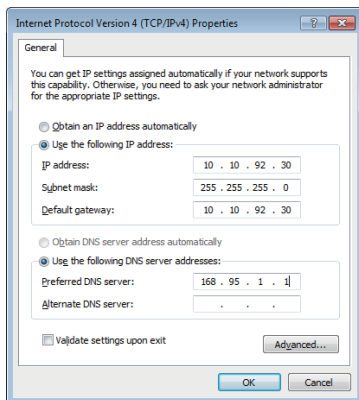 Internet Protocol Version 4 (TCP/IPv4) Properties
General
You can get IP settings assigned automatically if your network supports
this capability. Otherwise, you need to ask your network administrator
for the appropriate IP settings.
Obtain an IP address automatically
Use the following IP address:
IP address: 10 . 10 . 92 . 30
Subnet mask: 255 . 255 . 255 . 0
Default gateway: 10 . 10 . 92 . 30
Obtain DNS server address automatically
Use the following DNS server addresses:
Preferred DNS server: 168 . 95 . 1 . 1
Alternate DNS server: . . .
Validate settings upon exit
Advanced...
OK Cancel